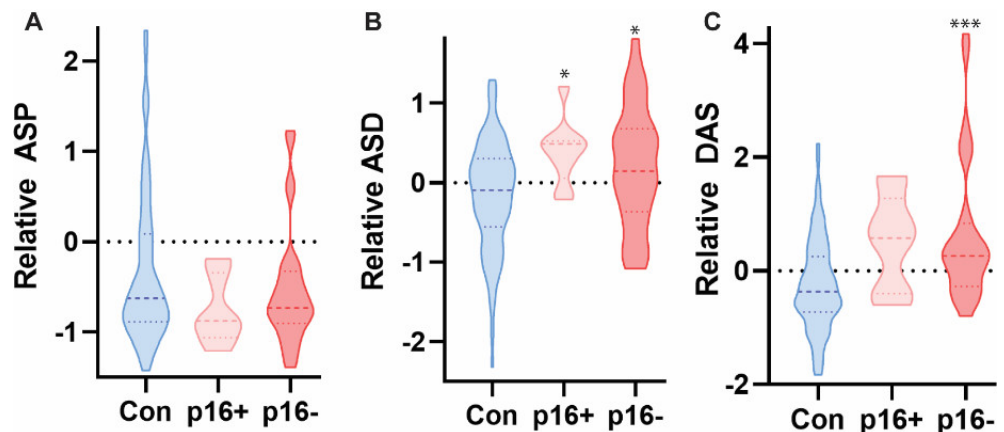 A
Relative ASP
2
1
0
-1
Con p16+ p16-
B
Relative ASD
1
0
-1
-2
* *
Con p16+ p16-
C
Relative DAS
4
2
0
-2
***
Con p16+ p16-